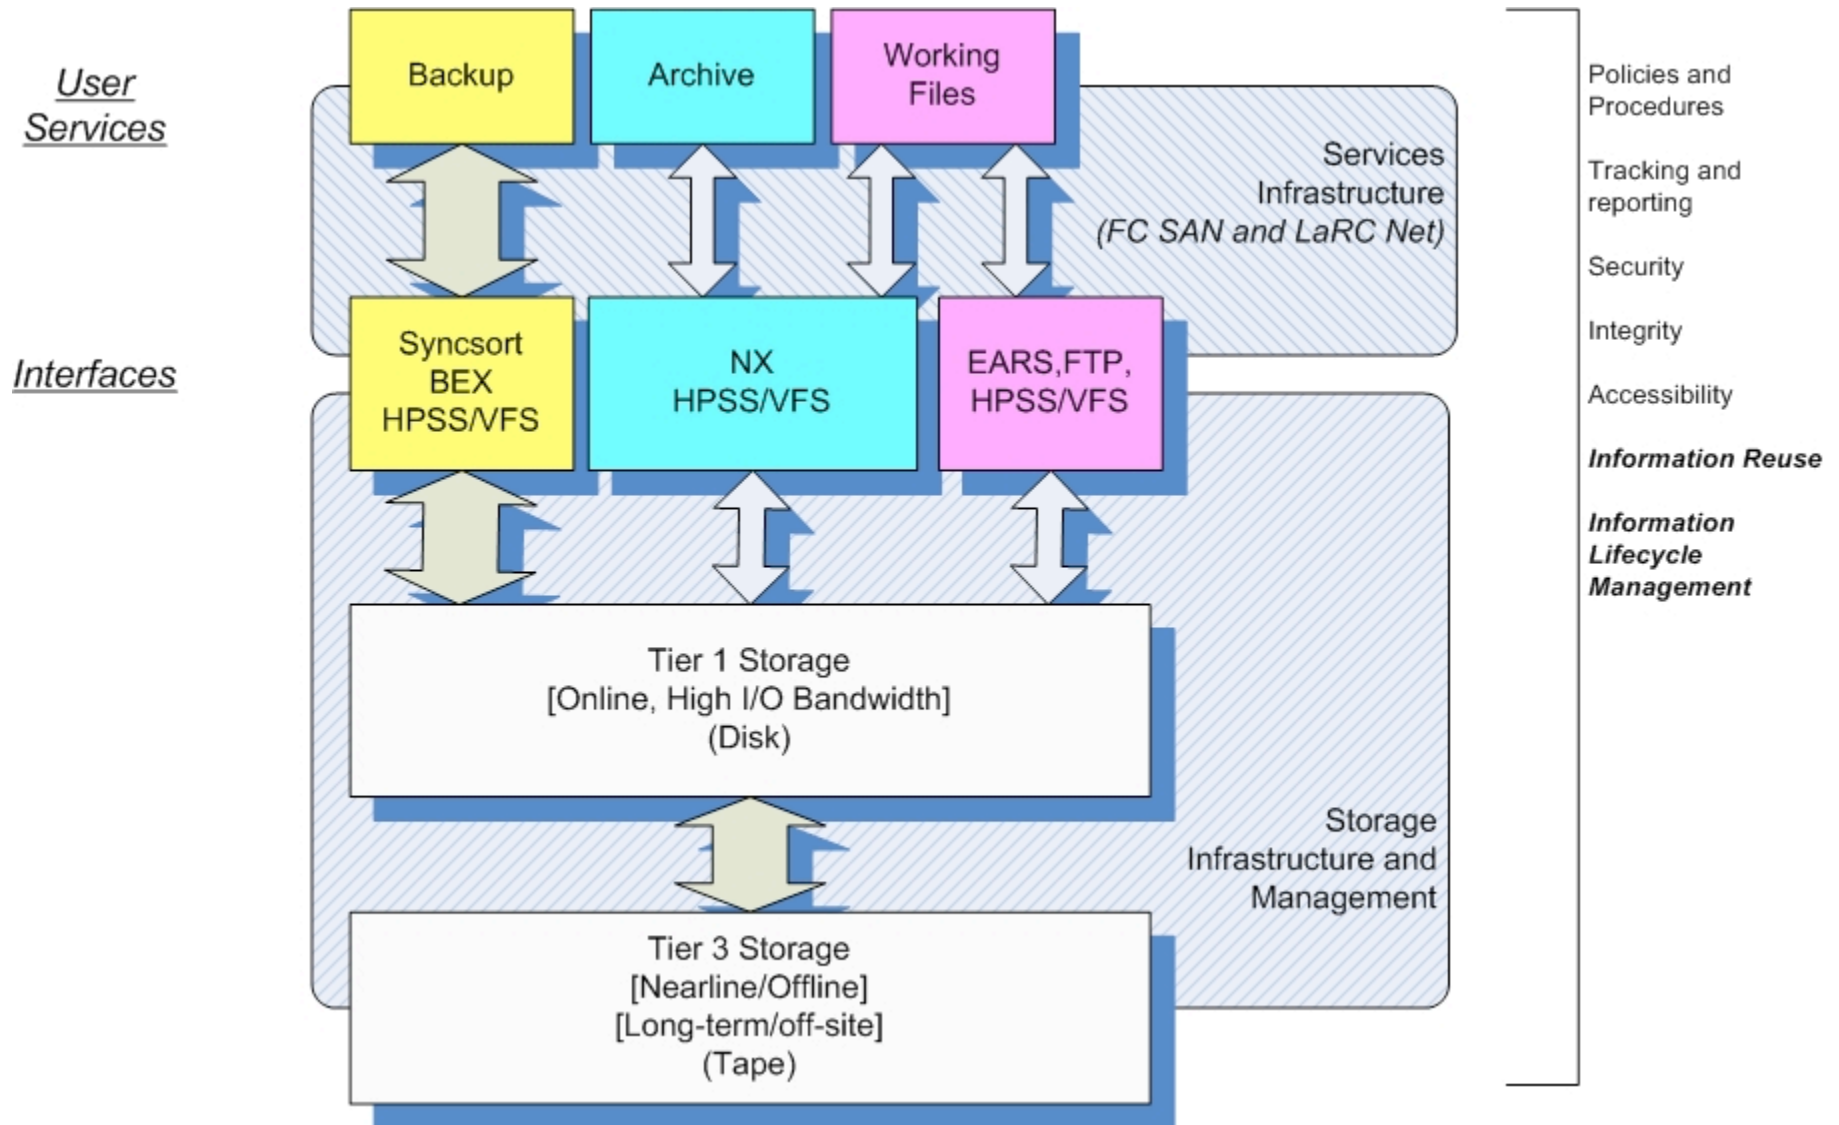 User
Services
Backup
Archive
Working
Files
Services
Infrastructure
(FC SAN and LaRC Net)
Interfaces
Syncsort
BEX
HPSS/VFS
NX
HPSS/VFS
EARS,FTP,
HPSS/VFS
Tier 1 Storage
[Online, High I/O Bandwidth]
(Disk)
Storage
Infrastructure and
Management
Tier 3 Storage
[Nearline/Offline]
[Long-term/off-site]
(Tape)
Policies and
Procedures
Tracking and
reporting
Security
Integrity
Accessibility
Information Reuse
Information
Lifecycle
Management